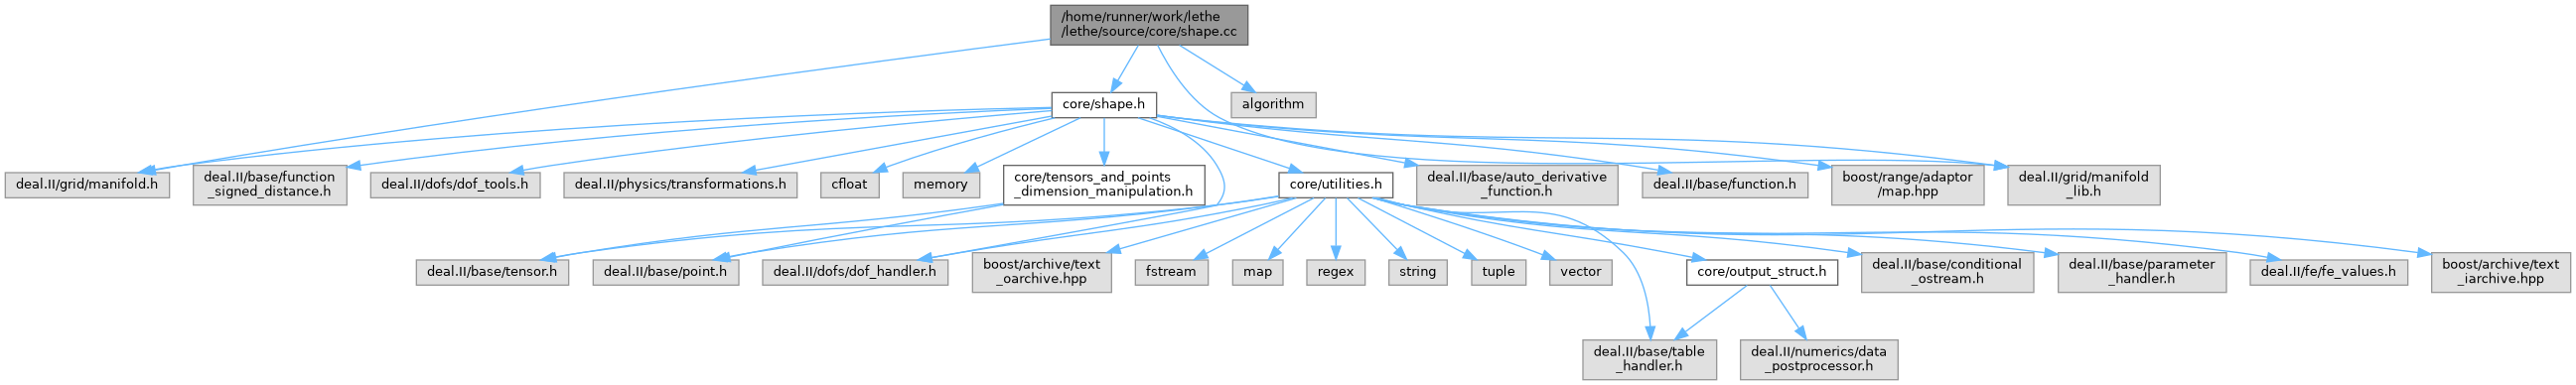 /home/runner/work/lethe
/lethe/source/core/shape.cc
core/shape.h
algorithm
deal.II/grid/manifold.h
deal.II/base/function
_signed_distance.h
deal.II/dofs/dof_tools.h
deal.II/physics/transformations.h
cfloat
memory
core/tensors_and_points
_dimension_manipulation.h
core/utilities.h
deal.II/base/auto_derivative
_function.h
deal.II/base/function.h
boost/range/adaptor
/map.hpp
deal.II/grid/manifold
_lib.h
deal.II/base/tensor.h
deal.II/base/point.h
deal.II/dofs/dof_handler.h
boost/archive/text
_oarchive.hpp
fstream
map
regex
string
tuple
vector
core/output_struct.h
deal.II/base/conditional
_ostream.h
deal.II/base/parameter
_handler.h
deal.II/fe/fe_values.h
boost/archive/text
_iarchive.hpp
deal.II/base/table
_handler.h
deal.II/numerics/data
_postprocessor.h